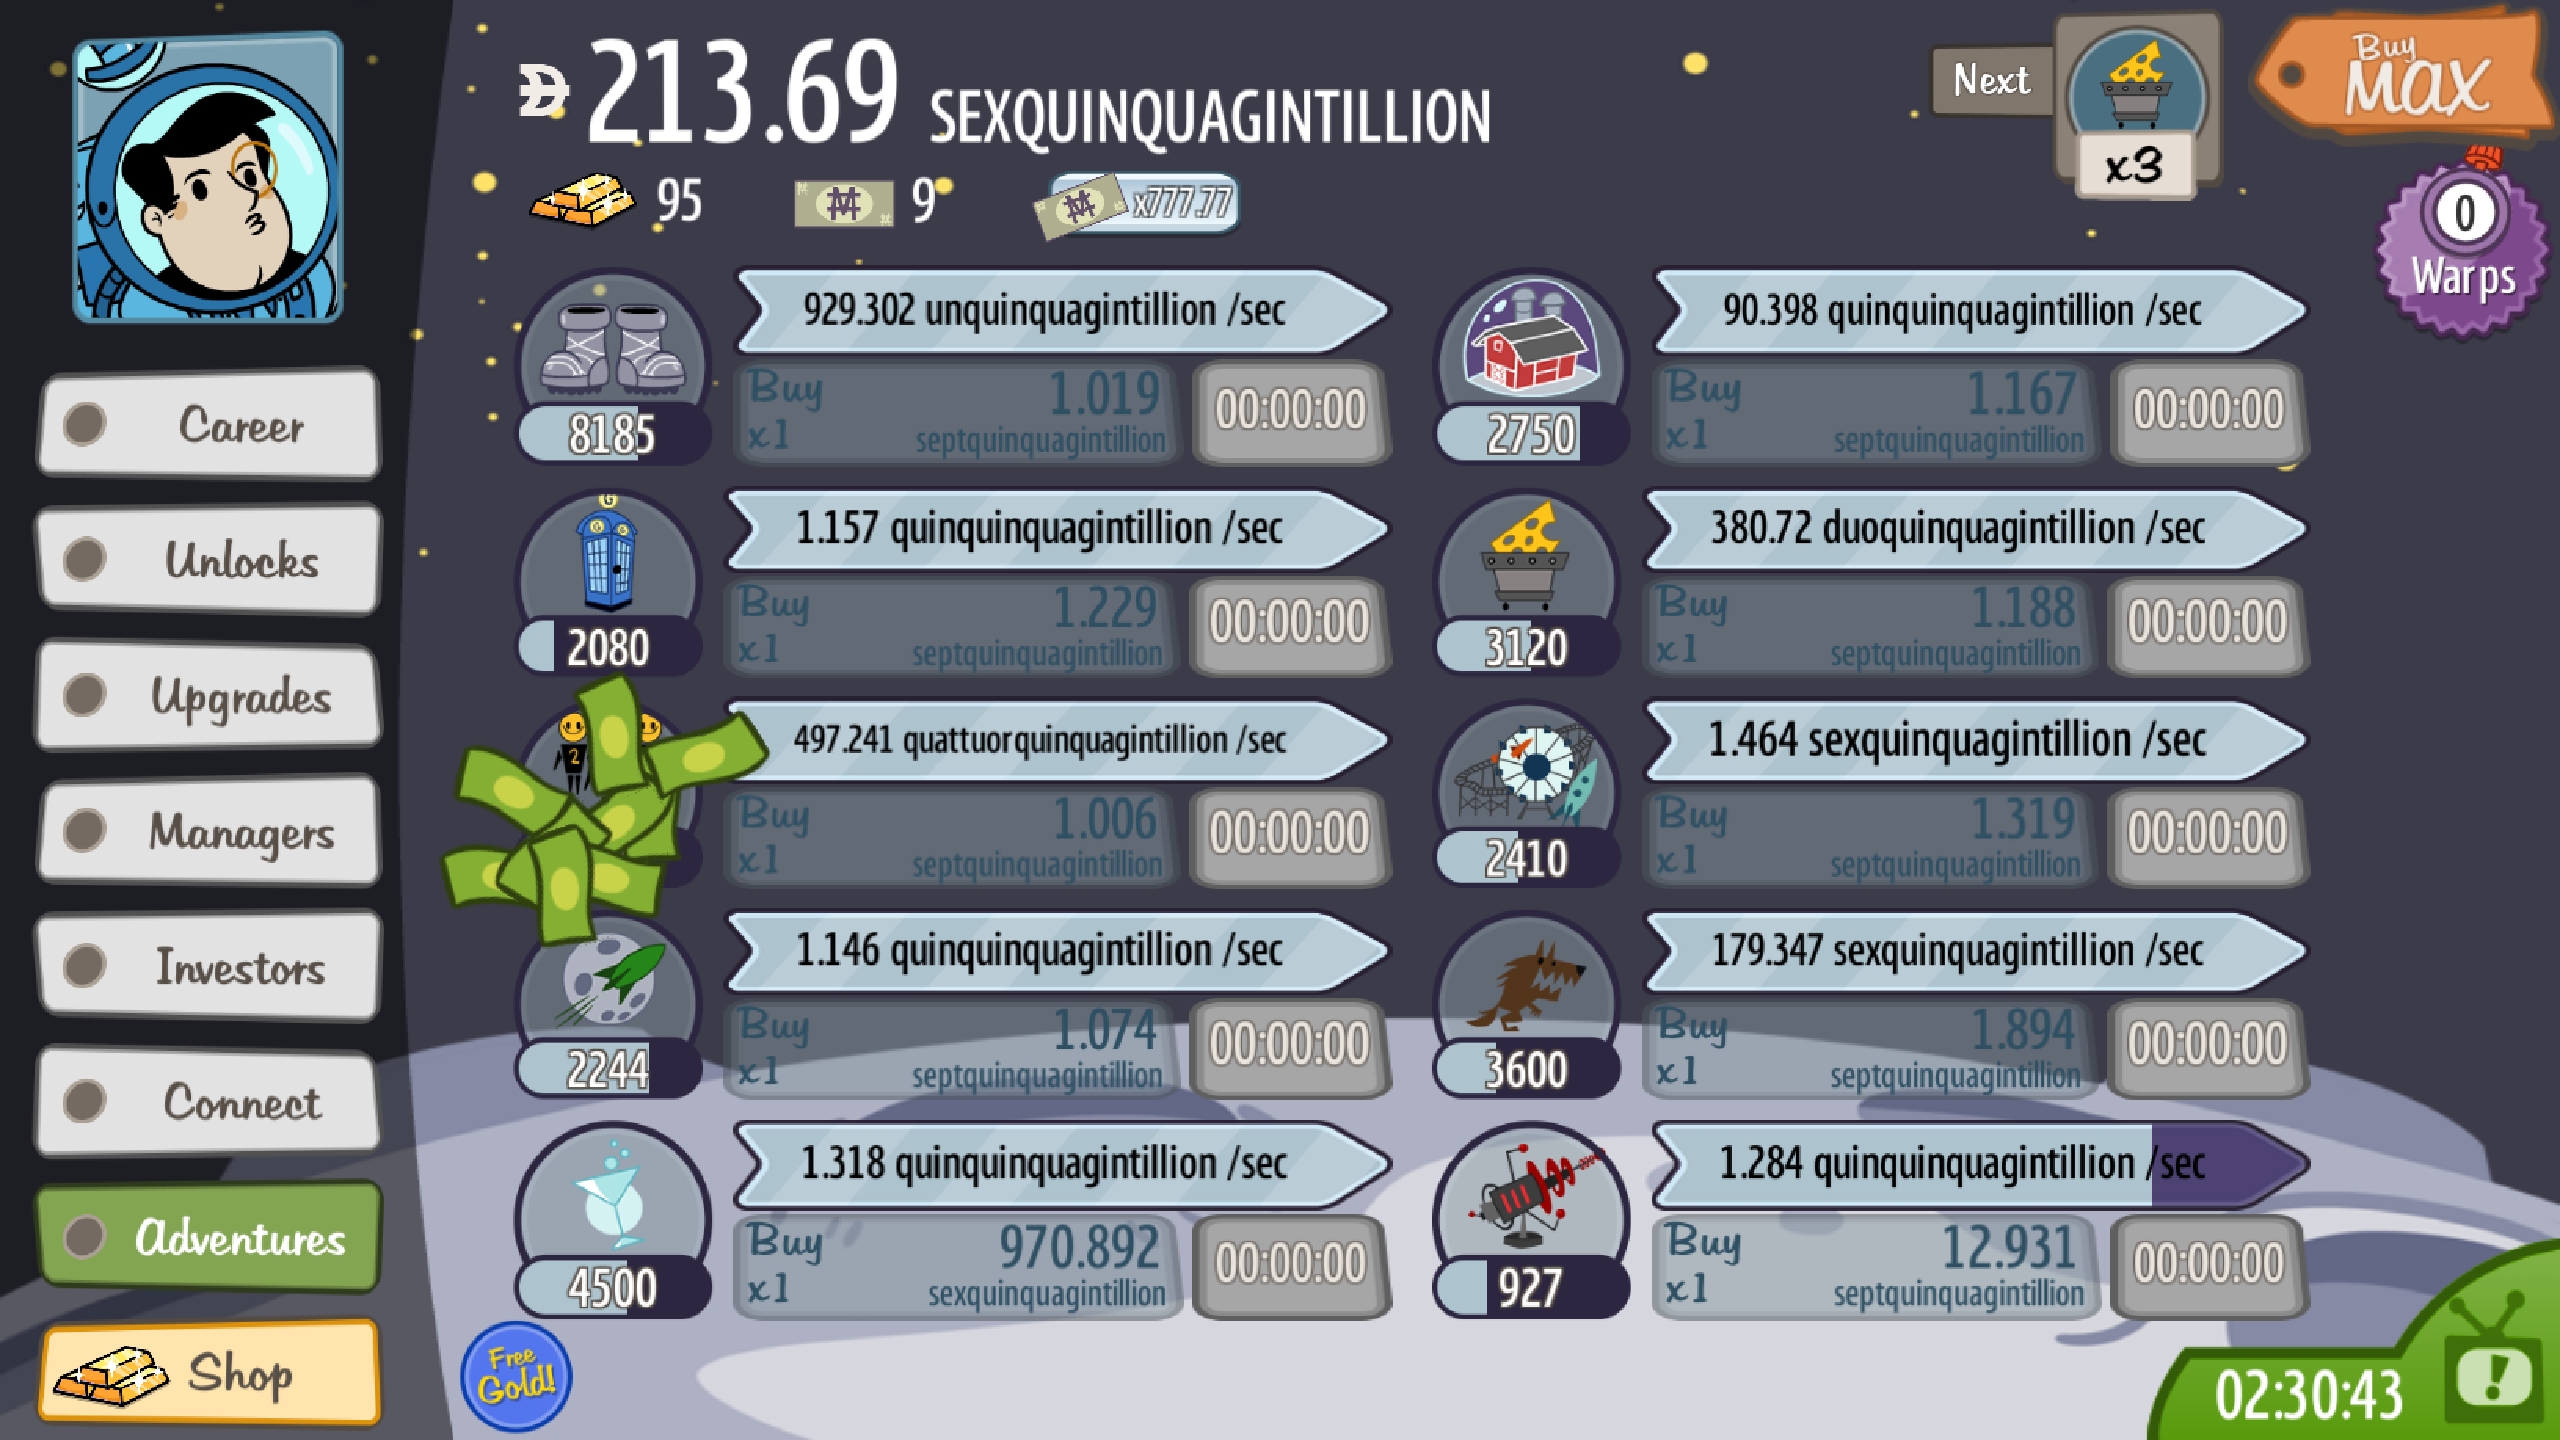 213.69 SEXQUINQUAGINTILLION
95
9
x777.77
Next
x3
Buy
MAX
0
Warps
Career
Unlocks
Upgrades
Managers
Investors
Connect
Adventures
Shop
929.302 unquinquagintillion /sec
8185
Buy
x1
1.019
septquinquagintillion
00:00:00
90.398 quinquinquagintillion /sec
2750
Buy
x1
1.167
septquinquagintillion
00:00:00
1.157 quinquinquagintillion /sec
2080
Buy
x1
1.229
septquinquagintillion
00:00:00
380.72 duoquinquagintillion /sec
3120
Buy
x1
1.188
septquinquagintillion
00:00:00
497.241 quattuorquinquagintillion /sec
2
Buy
x1
1.006
septquinquagintillion
00:00:00
1.464 sexquinquagintillion /sec
2410
Buy
x1
1.319
septquinquagintillion
00:00:00
1.146 quinquinquagintillion /sec
2244
Buy
x1
1.074
septquinquagintillion
00:00:00
179.347 sexquinquagintillion /sec
3600
Buy
x1
1.894
septquinquagintillion
00:00:00
1.318 quinquinquagintillion /sec
4500
Buy
x1
970.892
sexquinquagintillion
00:00:00
1.284 quinquinquagintillion /sec
927
Buy
x1
12.931
septquinquagintillion
00:00:00
Free
Gold!
02:30:43
!